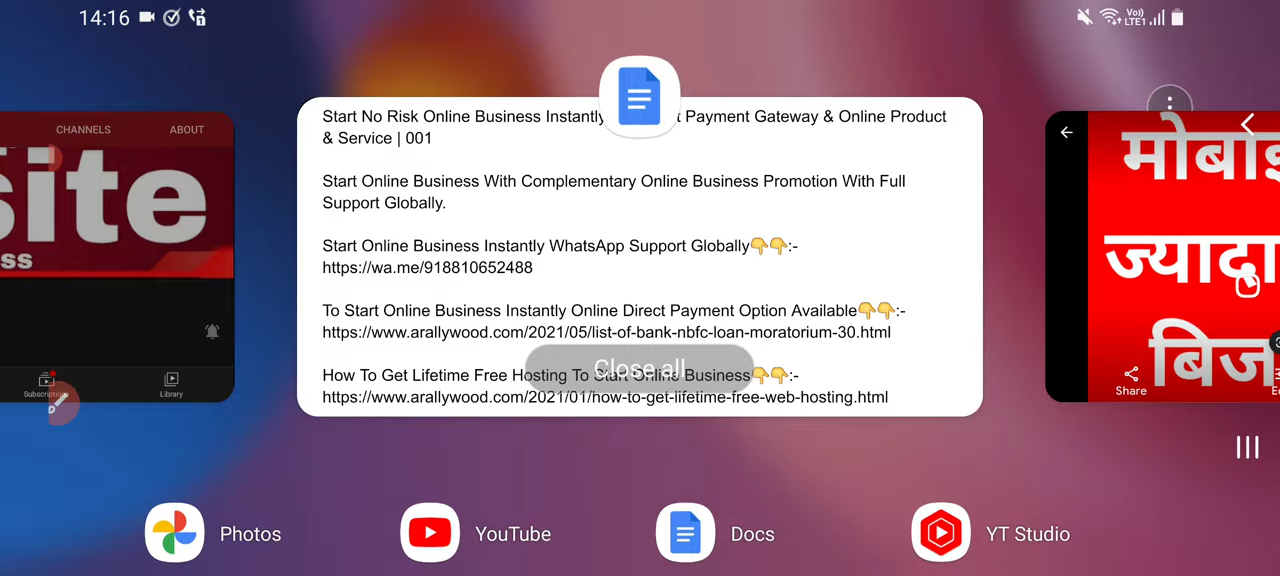 14:16
Vo)
LTE1
CHANNELS
ABOUT
site
ss
Library
Start No Risk Online Business Instantly Payment Gateway & Online Product
& Service | 001
Start Online Business With Complementary Online Business Promotion With Full
Support Globally.
Start Online Business Instantly WhatsApp Support Globally👇👇:-
https://wa.me/918810652488
To Start Online Business Instantly Online Direct Payment Option Available👇👇:-
https://www.arallywood.com/2021/05/list-of-bank-nbfc-loan-moratorium-30.html
Close all
How To Get Lifetime Free Hosting To Start Online Business👇👇:-
https://www.arallywood.com/2021/01/how-to-get-lifetime-free-web-hosting.html
ज्यादा
Share
Photos
YouTube
Docs
YT Studio